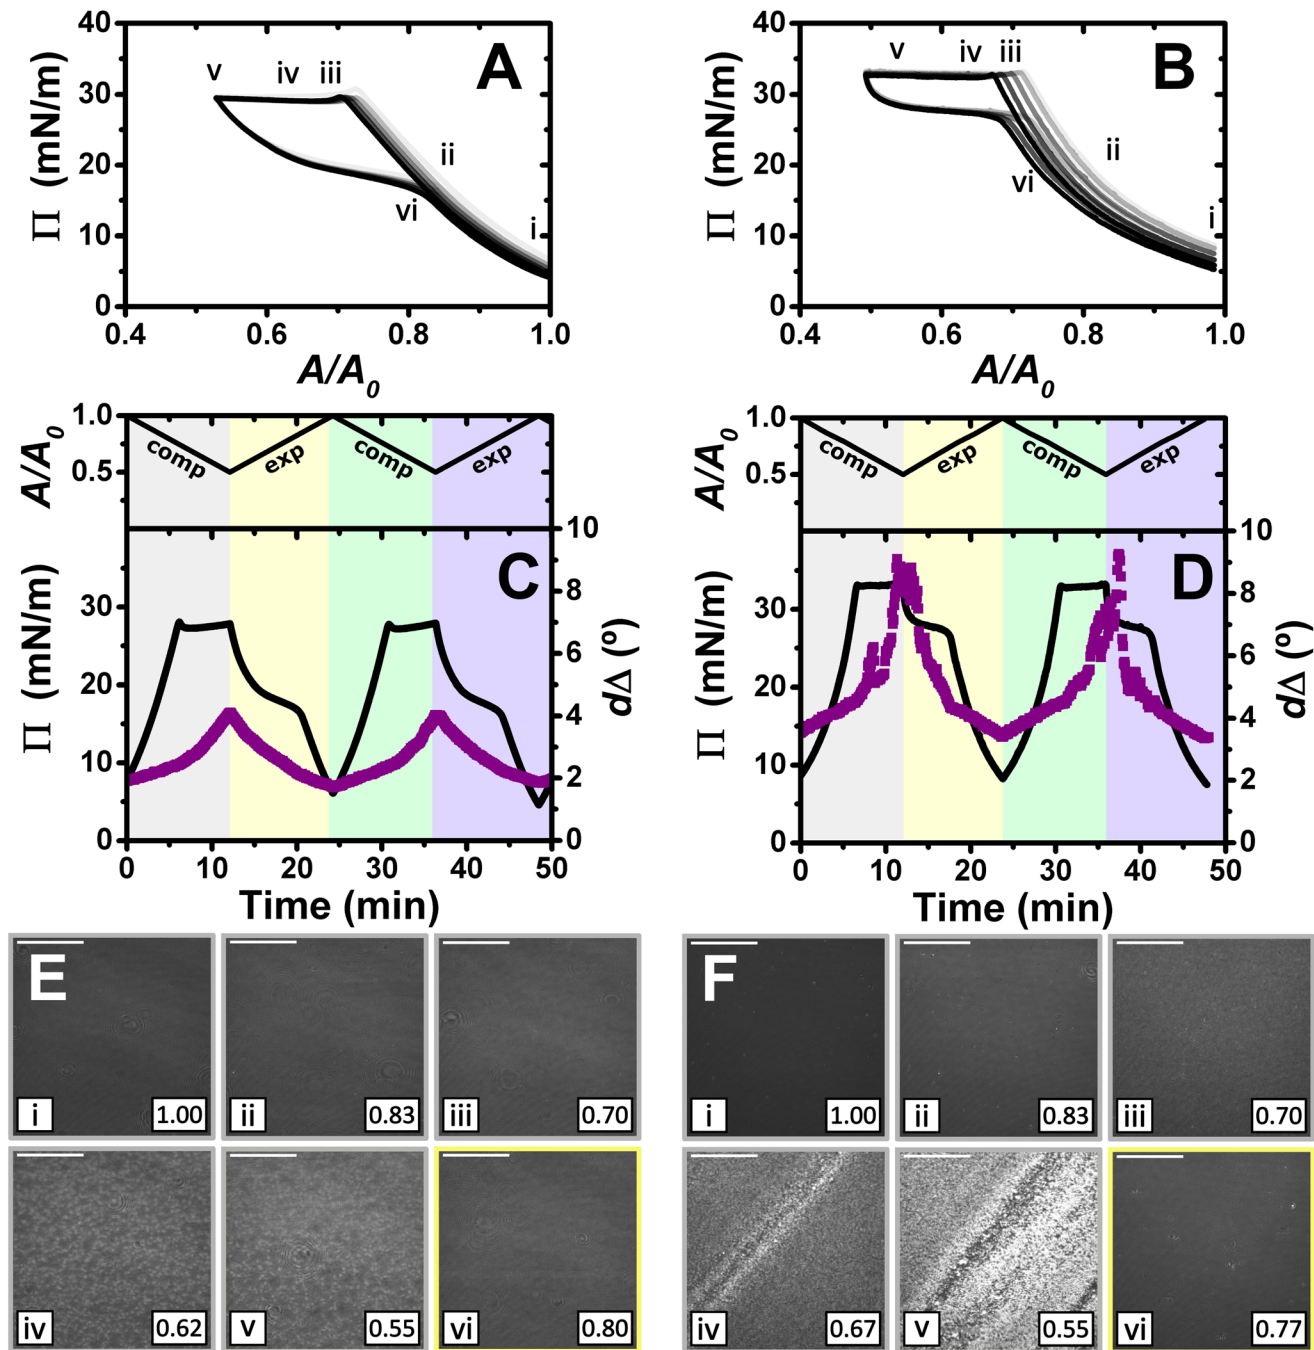 A
40
30
20
10
0
Π (mN/m)
v iv iii
ii
vi
i
0.4 0.6 0.8 1.0
A/A0
B
40
30
20
10
0
Π (mN/m)
v iv iii
ii
vi
i
0.4 0.6 0.8 1.0
A/A0
1.0
0.5
A/A0
comp exp comp exp
C
30
20
10
0
Π (mN/m)
10
8
6
4
2
0
dΔ (º)
0 10 20 30 40 50
Time (min)
1.0
0.5
A/A0
comp exp comp exp
D
30
20
10
0
Π (mN/m)
10
8
6
4
2
0
dΔ (º)
0 10 20 30 40 50
Time (min)
E
i 1.00 ii 0.83 iii 0.70
iv 0.62 v 0.55 vi 0.80
F
i 1.00 ii 0.83 iii 0.70
iv 0.67 v 0.55 vi 0.77